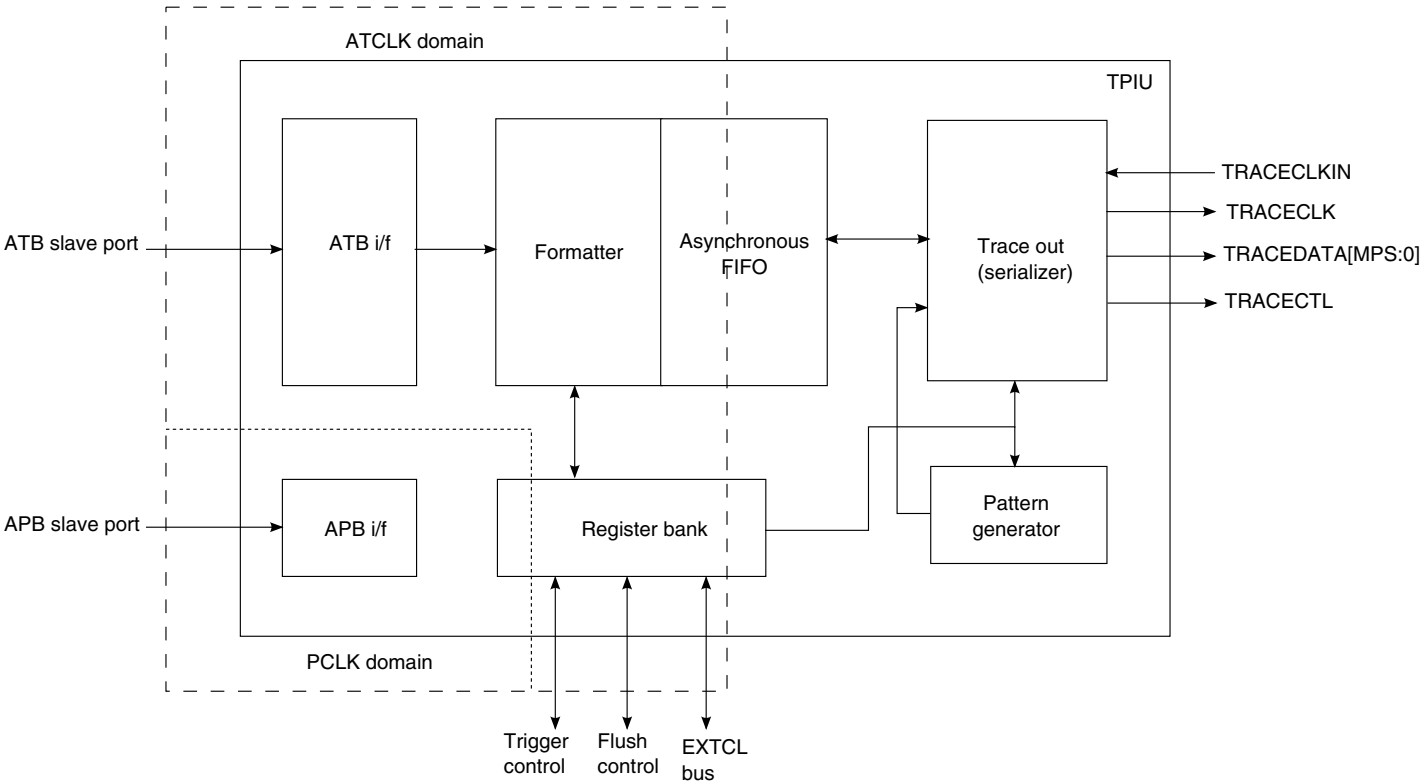 ATCLK domain
TPIU
TRACECLKIN
TRACECLK
ATB slave port
ATB i/f
Formatter
Asynchronous
FIFO
Trace out
(serializer)
TRACEDATA[MPS:0]
TRACECTL
APB slave port
APB i/f
Register bank
Pattern
generator
PCLK domain
Trigger
control
Flush
control
EXTCL
bus